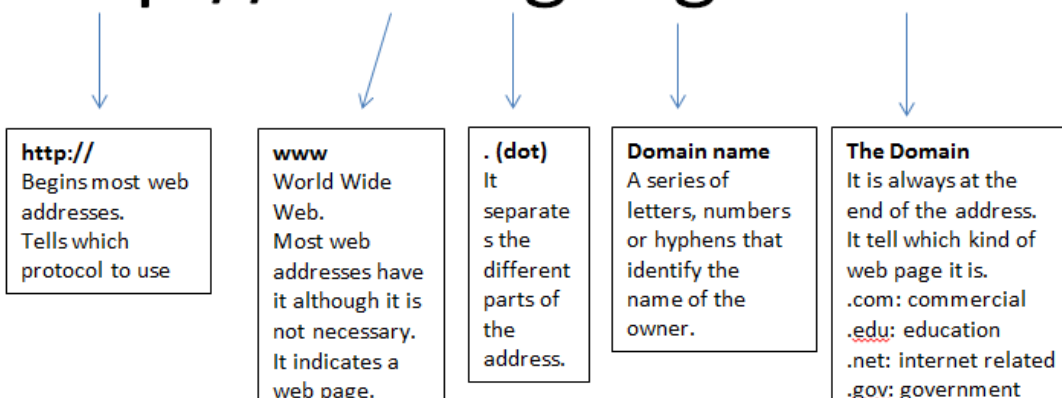 http://
Begins most web
addresses.
Tells which
protocol to use
www
World Wide
Web.
Most web
addresses have
it although it is
not necessary.
It indicates a
web page.
. (dot)
It
separate
s the
different
parts of
the
address.
Domain name
A series of
letters, numbers
or hyphens that
identify the
name of the
owner.
The Domain
It is always at the
end of the address.
It tell which kind of
web page it is.
.com: commercial
.edu: education
.net: internet related
.gov: government